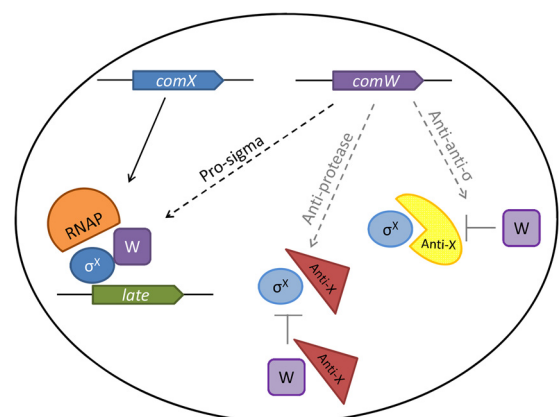 comX
comW
Pro-sigma
Anti-protease
Anti-anti-σ
RNAP
W
σX
late
σX
Anti-X
W
Anti-X
σX
Anti-X
W